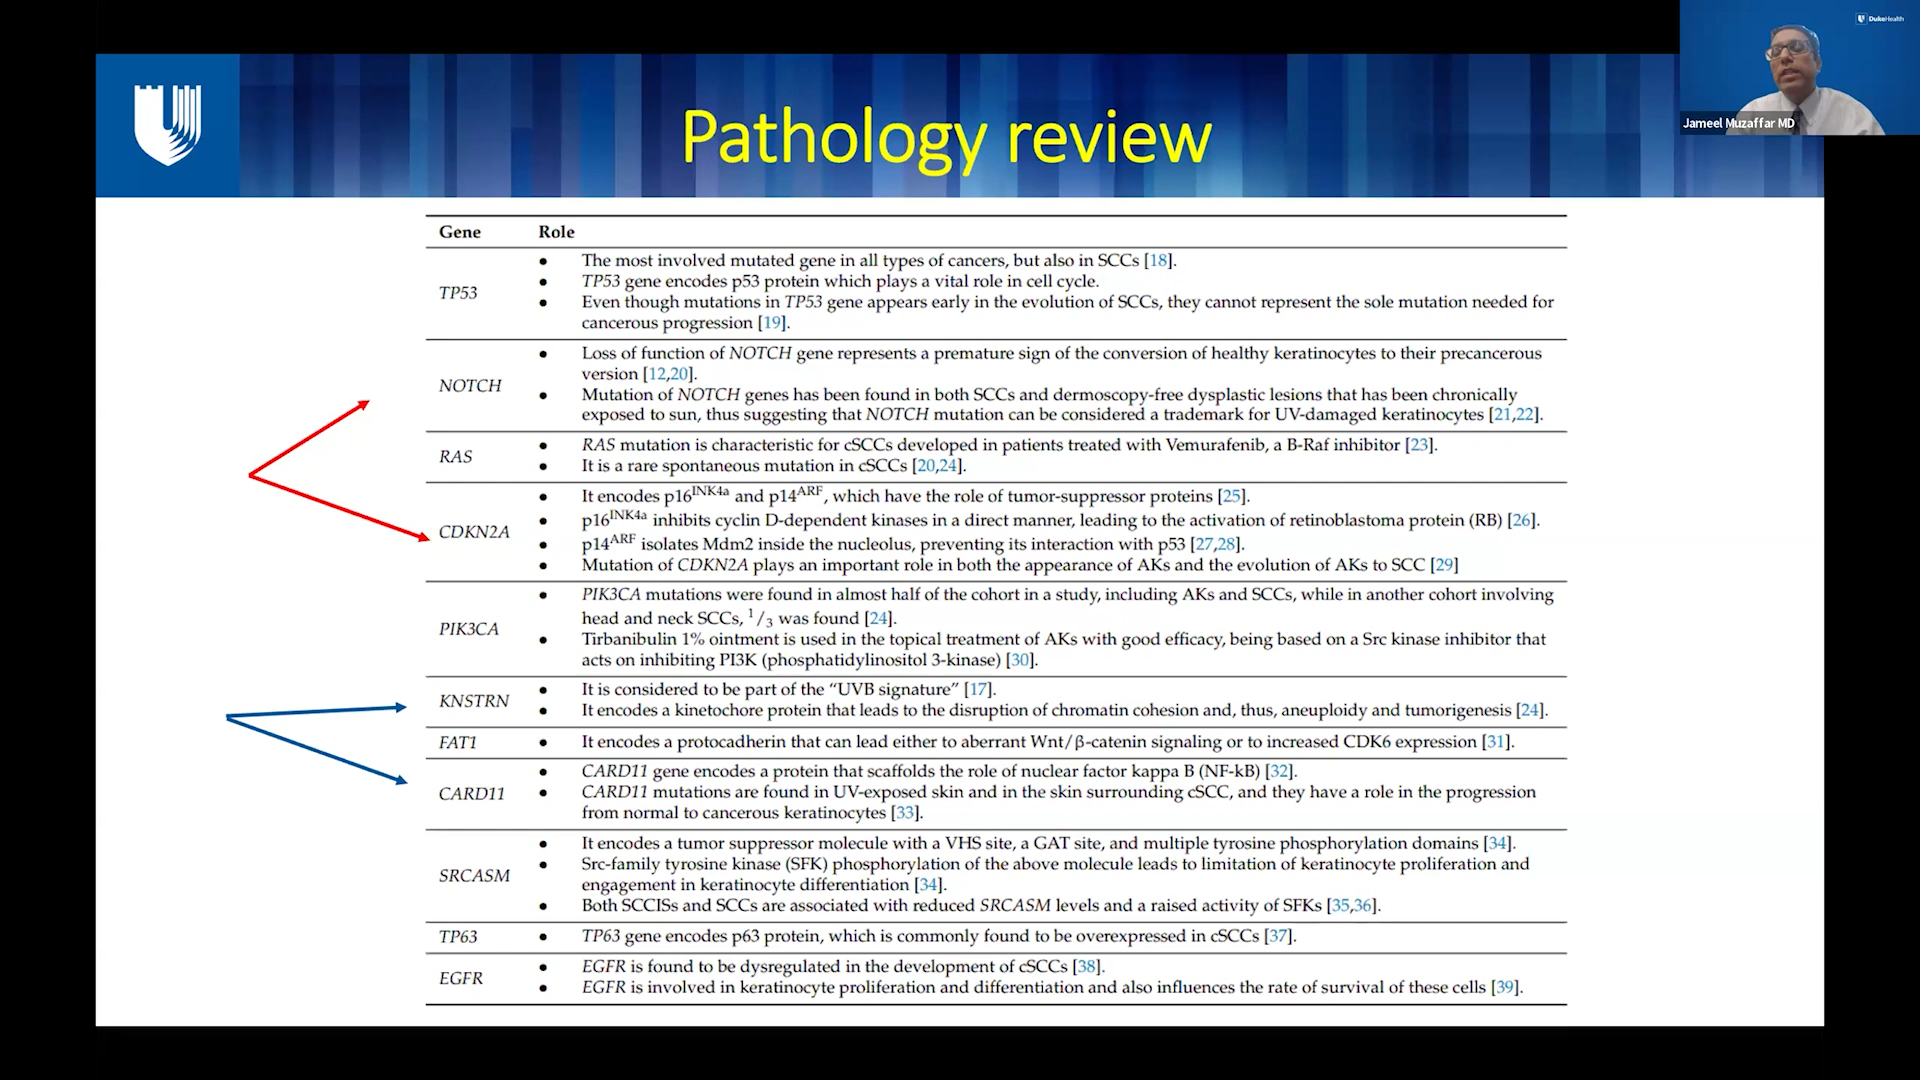 DukeHealth
Jameel Muzaffar MD
Pathology review
Gene Role
TP53
• The most involved mutated gene in all types of cancers, but also in SCCs [18].
• TP53 gene encodes p53 protein which plays a vital role in cell cycle.
• Even though mutations in TP53 gene appears early in the evolution of SCCs, they cannot represent the sole mutation needed for
cancerous progression [19].
NOTCH
• Loss of function of NOTCH gene represents a premature sign of the conversion of healthy keratinocytes to their precancerous
version [12,20].
• Mutation of NOTCH genes has been found in both SCCs and dermoscopy-free dysplastic lesions that has been chronically
exposed to sun, thus suggesting that NOTCH mutation can be considered a trademark for UV-damaged keratinocytes [21,22].
RAS
• RAS mutation is characteristic for cSCCs developed in patients treated with Vemurafenib, a B-Raf inhibitor [23].
• It is a rare spontaneous mutation in cSCCs [20,24].
CDKN2A
• It encodes p16INK4a and p14ARF, which have the role of tumor-suppressor proteins [25].
• p16INK4a inhibits cyclin D-dependent kinases in a direct manner, leading to the activation of retinoblastoma protein (RB) [26].
• p14ARF isolates Mdm2 inside the nucleolus, preventing its interaction with p53 [27,28].
• Mutation of CDKN2A plays an important role in both the appearance of AKs and the evolution of AKs to SCC [29]
PIK3CA
• PIK3CA mutations were found in almost half of the cohort in a study, including AKs and SCCs, while in another cohort involving
head and neck SCCs, 1/3 was found [24].
• Tirbanibulin 1% ointment is used in the topical treatment of AKs with good efficacy, being based on a Src kinase inhibitor that
acts on inhibiting PI3K (phosphatidylinositol 3-kinase) [30].
KNSTRN
• It is considered to be part of the “UVB signature” [17].
• It encodes a kinetochore protein that leads to the disruption of chromatin cohesion and, thus, aneuploidy and tumorigenesis [24].
FAT1
• It encodes a protocadherin that can lead either to aberrant Wnt/β-catenin signaling or to increased CDK6 expression [31].
CARD11
• CARD11 gene encodes a protein that scaffolds the role of nuclear factor kappa B (NF-kB) [32].
• CARD11 mutations are found in UV-exposed skin and in the skin surrounding cSCC, and they have a role in the progression
from normal to cancerous keratinocytes [33].
SRCASM
• It encodes a tumor suppressor molecule with a VHS site, a GAT site, and multiple tyrosine phosphorylation domains [34].
• Src-family tyrosine kinase (SFK) phosphorylation of the above molecule leads to limitation of keratinocyte proliferation and
engagement in keratinocyte differentiation [34].
• Both SCCISs and SCCs are associated with reduced SRCASM levels and a raised activity of SFKs [35,36].
TP63
• TP63 gene encodes p63 protein, which is commonly found to be overexpressed in cSCCs [37].
EGFR
• EGFR is found to be dysregulated in the development of cSCCs [38].
• EGFR is involved in keratinocyte proliferation and differentiation and also influences the rate of survival of these cells [39].